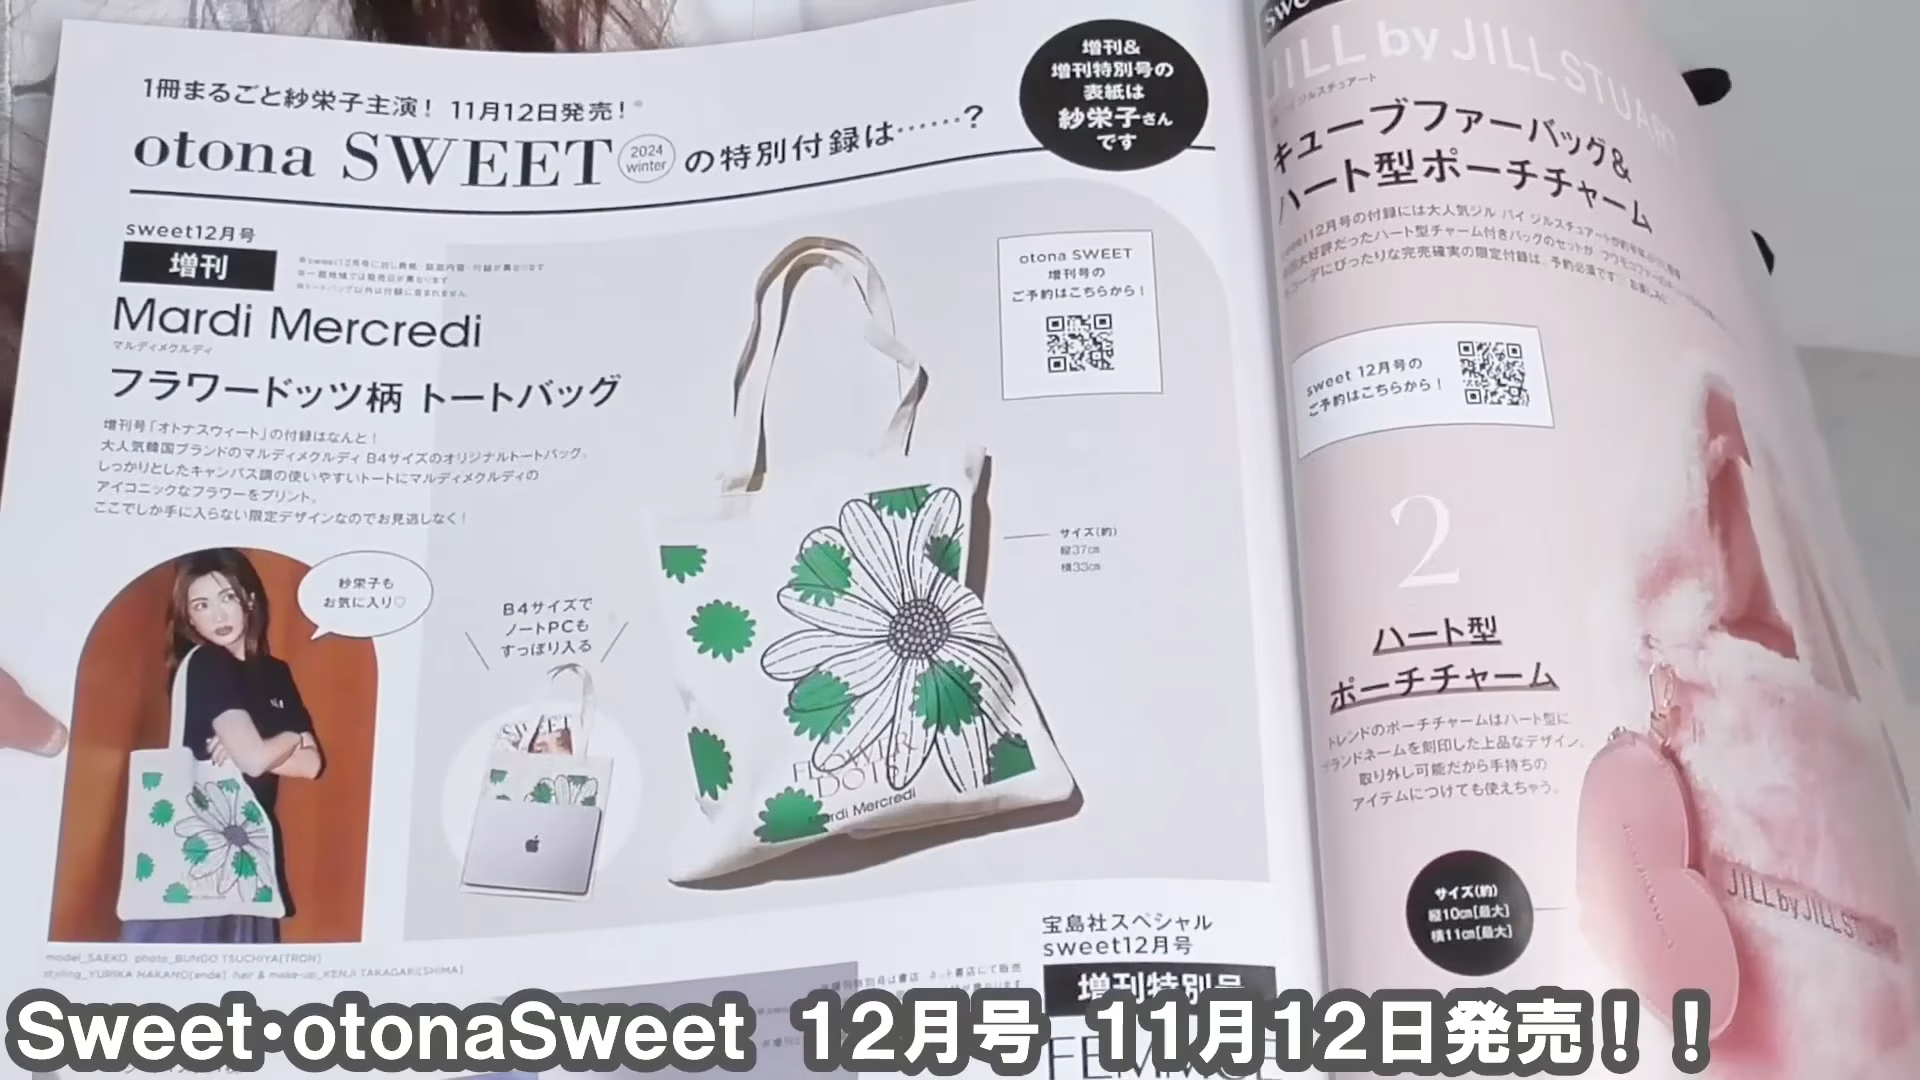 1冊まるごと紗栄子主演! 11月12日発売!
otona SWEET 2024 winter の特別付録は……?
増刊&
増刊特別号の
表紙は
紗栄子さん
です
sweet12月号
増刊
Mardi Mercredi
マルディメクルディ
フラワードッツ柄 トートバッグ
増刊号「オトナスウィート」の付録はなんと!
大人気韓国ブランドのマルディメクルディ B4サイズのオリジナルトートバッグ。
しっかりとしたキャンバス調の使いやすいトートにマルディメクルディの
アイコニックなフラワーをプリント。
ここでしか手に入らない限定デザインなのでお見逃しなく!
otona SWEET
増刊号の
ご予約はこちらから!
サイズ(約)
縦37㎝
横33㎝
紗栄子も
お気に入り♡
B4サイズで
ノートPCも
すっぽり入る
SWEET
FLOWER
DOTS
Mardi Mercredi
model_SAEKO photo_BUNGO TSUCHIYA[TRON]
styling_YURIKA NAKANO[ende] hair & make-up_KENJI TAKAGAKI[SHIMA]
宝島社スペシャル
sweet12月号
増刊特別号
JILL by JILL STUART
キューブファーバッグ&
ハート型ポーチチャーム
sweet 12月号の
ご予約はこちらから!
2
ハート型
ポーチチャーム
トレンドのポーチチャームはハート型に
ブランドネームを刻印した上品なデザイン。
取り外し可能だから手持ちの
アイテムにつけても使えちゃう。
サイズ(約)
縦10㎝[最大]
横11㎝[最大]
JILL by JILL STUART
Sweet・otonaSweet 12月号 11月12日発売!!